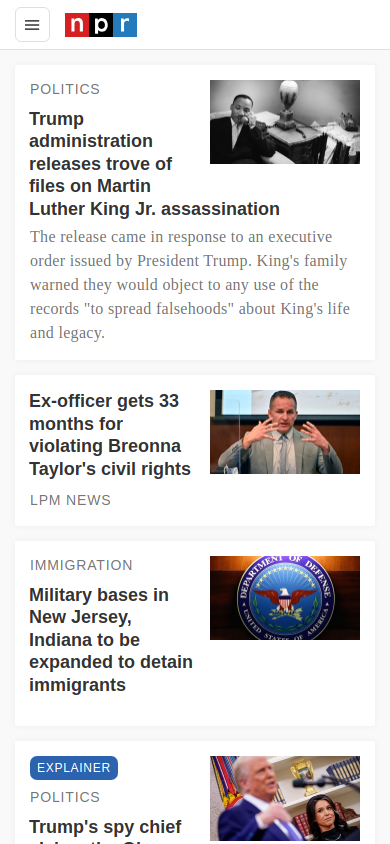 npr
POLITICS
Trump
administration
releases trove of
files on Martin
Luther King Jr. assassination
The release came in response to an executive
order issued by President Trump. King's family
warned they would object to any use of the
records "to spread falsehoods" about King's life
and legacy.
Ex-officer gets 33
months for
violating Breonna
Taylor's civil rights
LPM NEWS
IMMIGRATION
Military bases in
New Jersey,
Indiana to be
expanded to detain
immigrants
DEPARTMENT OF DEFENSE
UNITED STATES OF AMERICA
EXPLAINER
POLITICS
Trump's spy chief